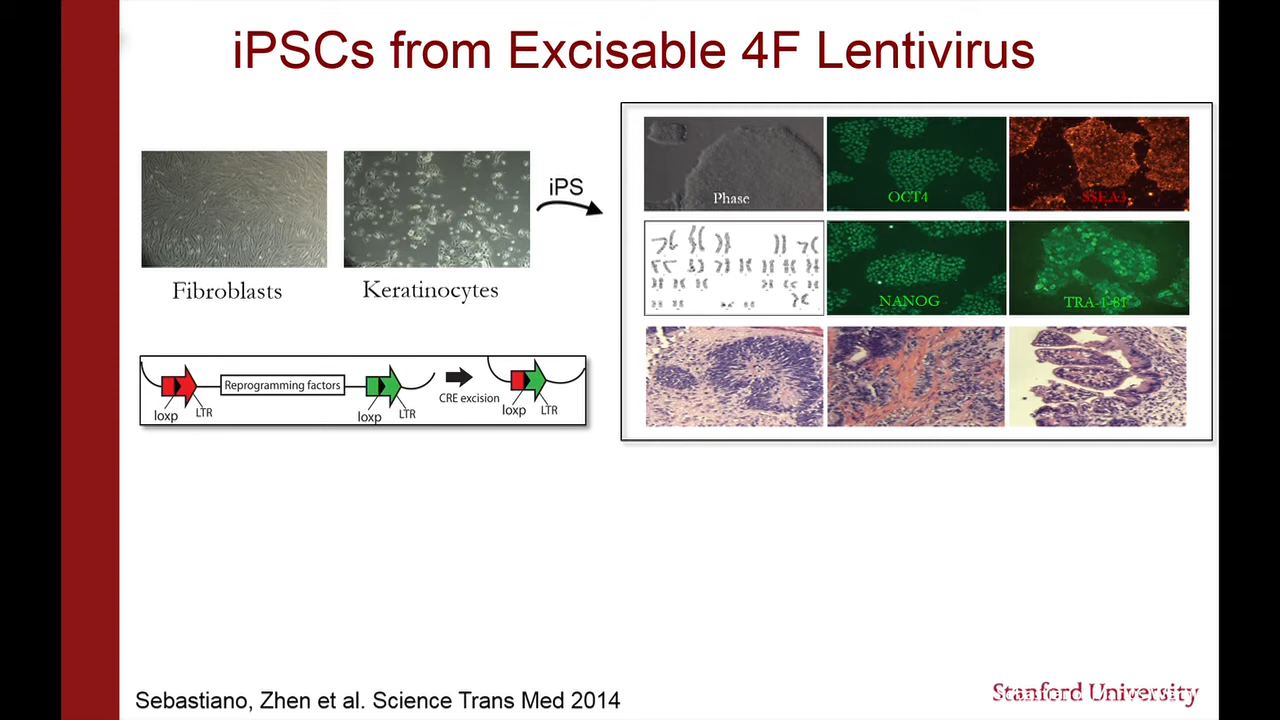 iPSCs from Excisable 4F Lentivirus
iPS
Fibroblasts
Keratinocytes
Phase
OCT4
SSEA3
NANOG
TRA-1-81
Reprogramming factors
CRE excision
loxp
LTR
loxp
LTR
loxp
LTR
Sebastiano, Zhen et al. Science Trans Med 2014
Stanford University